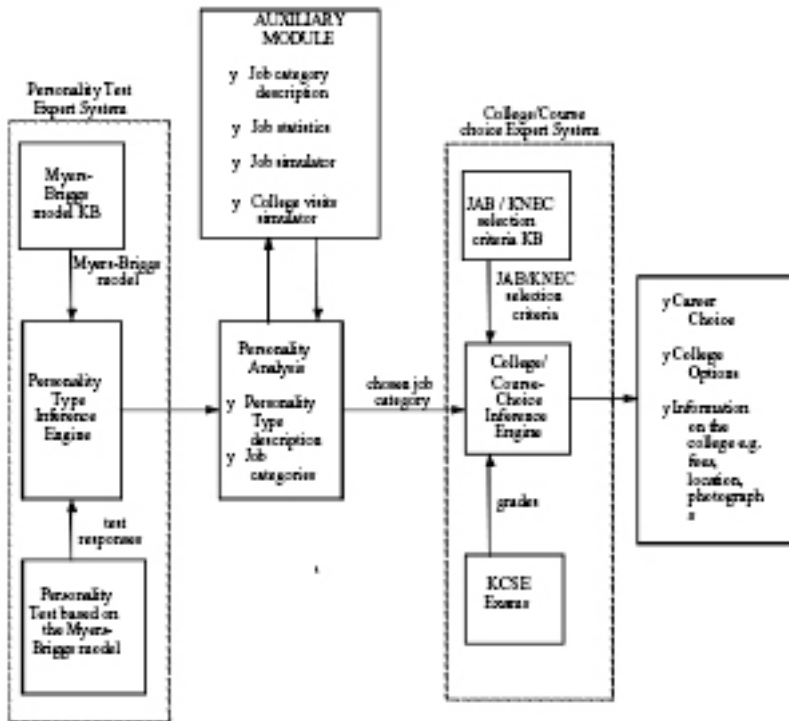 AUXILIARY
MODULE
y Job category
description
y Job statistics
y Job simulator
y College visits
simulator
Personality Test
Expert System
Myers-
Briggs
model KB
Myers-Briggs
model
Personality
Type
Inference
Engine
test
responses
Personality
Test based on
the Myers-
Briggs model
Personality
Analysis
y Personality
Type
description
y Job
categories
chosen job
category
College/Course
choice Expert System
JAB / KNEC
selection
criteria KB
JAB/KNEC
selection
criteria
College/
Course-
Choice
Inference
Engine
grades
KCSE
Exams
y Career
Choice
y College
Options
y Information
on the
college e.g.
fees,
location,
photograph
s